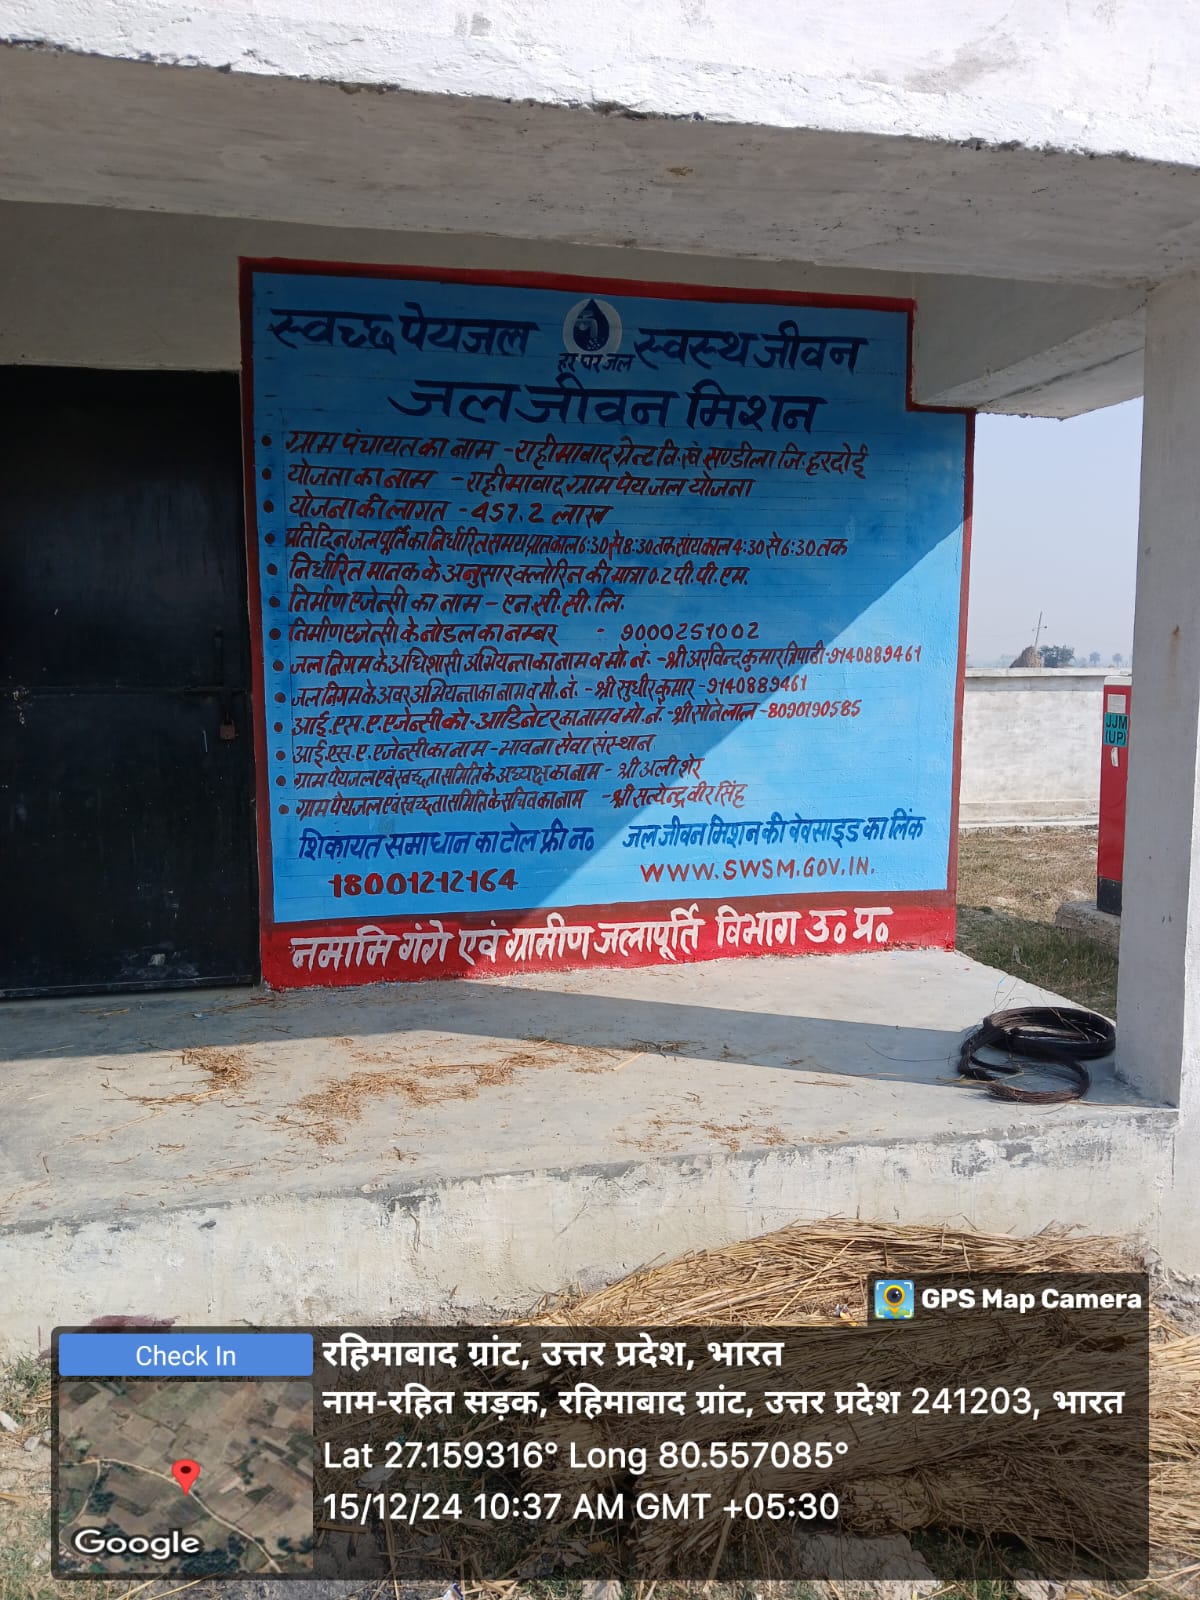 स्वच्छ पेयजल हर घर जल स्वस्थ जीवन
जल जीवन मिशन
• ग्राम पंचायत का नाम - राहीमाबाद ग्रेन्ट वि.खं सण्डीला जि. हरदोई
• योजना का नाम - राहीमाबाद ग्राम पेयजल योजना
• योजना की लागत - 457.2 लाख
• प्रतिदिन जलपूर्ति का निर्धारित समय प्रातःकाल 6:30 से 8:30 तक सांयकाल 4:30 से 6:30 तक
• निर्धारित मानक के अनुसार क्लोरिन की मात्रा 0.2 पी.पी.एम.
• निर्माण एजेन्सी का नाम - एन.सी.सी. लि.
• निर्माण एजेन्सी के नोडल का नम्बर - 9000251002
• जल निगम के अधिशासी अभियन्ता का नाम व मो. नं. - श्री अरविन्द कुमार त्रिपाठी - 9140889461
• जल निगम के अवर अभियन्ता का नाम व मो. नं. - श्री सुधीर कुमार - 9140889461
• आई.एस.ए. एजेन्सी को-आडिनेटर का नाम व मो. नं. - श्री सोनेलाल - 8090190585
• आई.एस.ए. एजेन्सी का नाम - भावना सेवा संस्थान
• ग्राम पेयजल एवं स्वच्छता समिति के अध्यक्ष का नाम - श्री अली शेर
• ग्राम पेयजल एवं स्वच्छता समिति के सचिव का नाम - श्री सत्येन्द्र वीर सिंह
शिकायत समाधान का टोल फ्री न० जल जीवन मिशन की वेबसाइड का लिंक
18001212164 WWW.SWSM.GOV.IN.
नमामि गंगे एवं ग्रामीण जलापूर्ति विभाग उ० प्र०
JJM
(UP)
GPS Map Camera
Check In
रहिमाबाद ग्रांट, उत्तर प्रदेश, भारत
नाम-रहित सड़क, रहिमाबाद ग्रांट, उत्तर प्रदेश 241203, भारत
Lat 27.159316° Long 80.557085°
15/12/24 10:37 AM GMT +05:30
Google